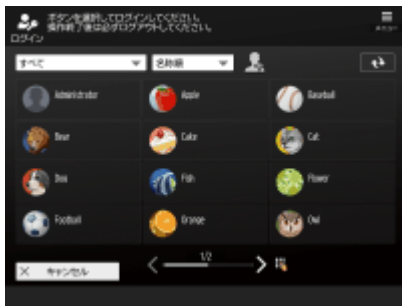 ボタンを選択してログインしてください。
操作終了後は必ずログアウトしてください。
ログイン
すべて
名称順
Administrator
Apple
Baseball
Bear
Cake
Cat
Dog
Fish
Flower
Football
Orange
Owl
1/2
× キャンセル